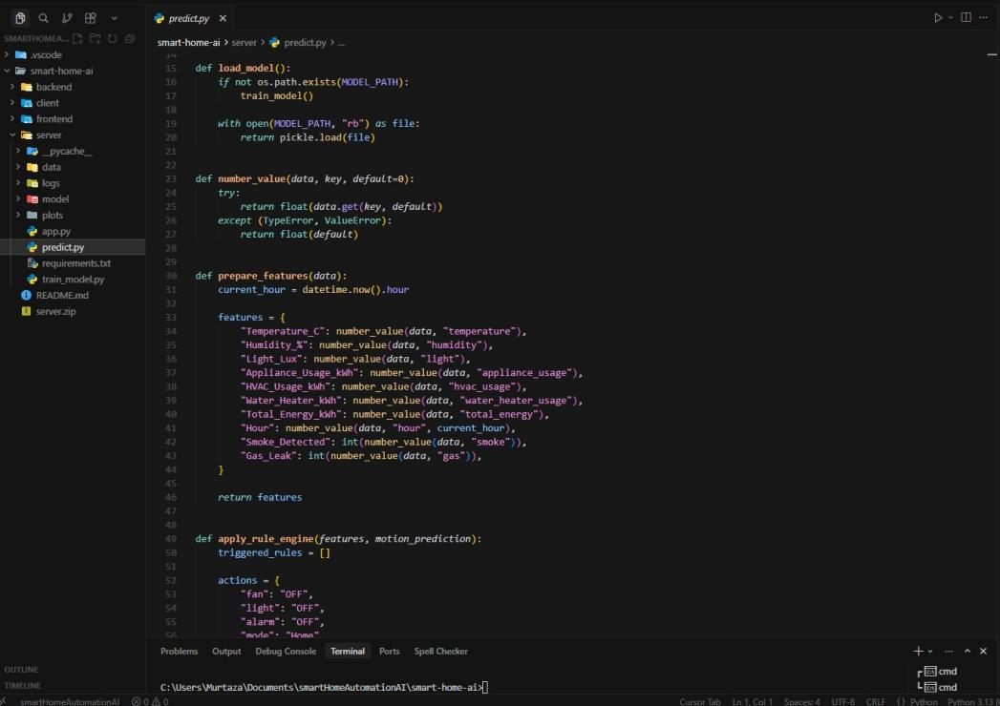 predict.py
SMARTHOMEA...
.vscode
smart-home-ai
backend
client
frontend
server
__pycache__
data
logs
model
plots
app.py
predict.py
requirements.txt
train_model.py
README.md
server.zip
OUTLINE
TIMELINE
smart-home-ai > server > predict.py > ...
14
15 def load_model():
16     if not os.path.exists(MODEL_PATH):
17         train_model()
18
19     with open(MODEL_PATH, "rb") as file:
20         return pickle.load(file)
21
22
23 def number_value(data, key, default=0):
24     try:
25         return float(data.get(key, default))
26     except (TypeError, ValueError):
27         return float(default)
28
29
30 def prepare_features(data):
31     current_hour = datetime.now().hour
32
33     features = {
34         "Temperature_C": number_value(data, "temperature"),
35         "Humidity_%": number_value(data, "humidity"),
36         "Light_Lux": number_value(data, "light"),
37         "Appliance_Usage_kWh": number_value(data, "appliance_usage"),
38         "HVAC_Usage_kWh": number_value(data, "hvac_usage"),
39         "Water_Heater_kWh": number_value(data, "water_heater_usage"),
40         "Total_Energy_kWh": number_value(data, "total_energy"),
41         "Hour": number_value(data, "hour", current_hour),
42         "Smoke_Detected": int(number_value(data, "smoke")),
43         "Gas_Leak": int(number_value(data, "gas")),
44     }
45
46     return features
47
48
49 def apply_rule_engine(features, motion_prediction):
50     triggered_rules = []
51
52     actions = {
53         "fan": "OFF",
54         "light": "OFF",
55         "alarm": "OFF",
56         "mode": "Home"
Problems Output Debug Console Terminal Ports Spell Checker
C:\Users\Murtaza\Documents\smartHomeAutomationAI\smart-home-ai>
cmd
cmd
smartHomeAutomationAI 0 0 Cursor Tab Ln 1, Col 1 Spaces: 4 UTF-8 CRLF {} Python Python 3.13